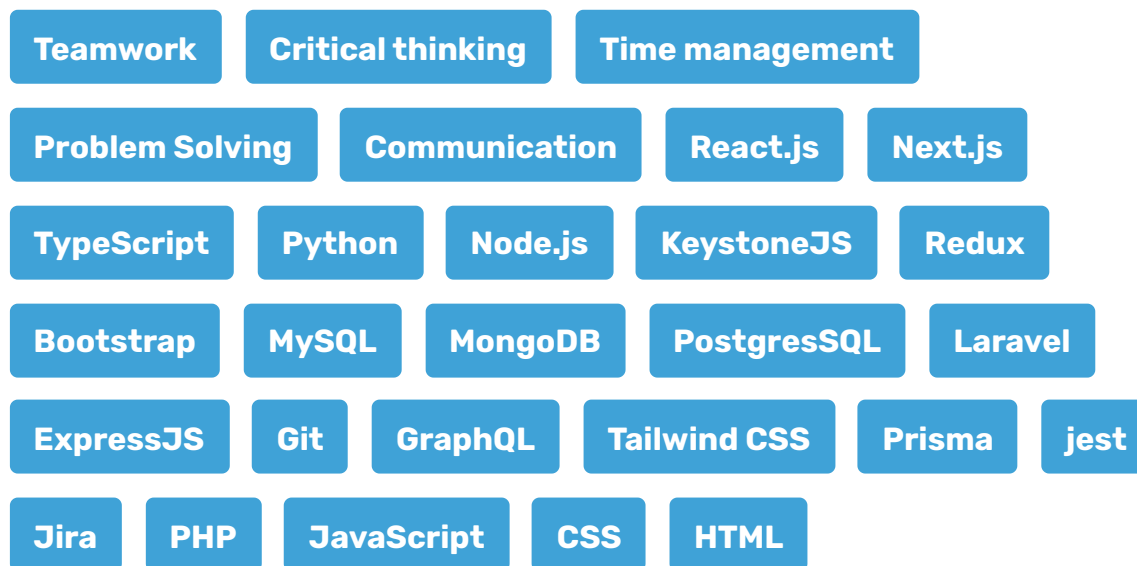 Teamwork Critical thinking Time management
Problem Solving Communication React.js Next.js
TypeScript Python Node.js KeystoneJS Redux
Bootstrap MySQL MongoDB PostgresSQL Laravel
ExpressJS Git GraphQL Tailwind CSS Prisma jest
Jira PHP JavaScript CSS HTML